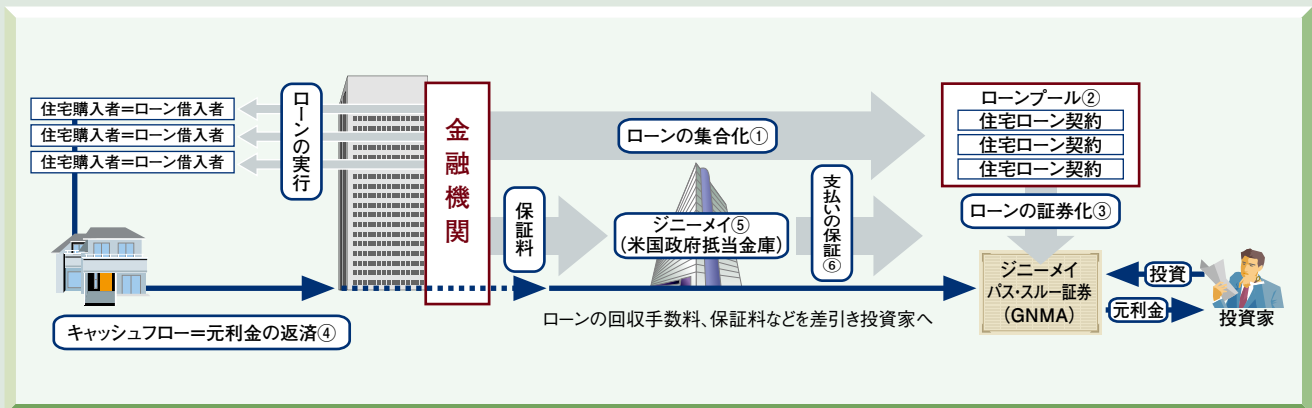 住宅購入者＝ローン借入者
住宅購入者＝ローン借入者
住宅購入者＝ローン借入者
ローンの実行
金融機関
ローンの集合化①
ローンプール②
住宅ローン契約
住宅ローン契約
住宅ローン契約
保証料
ジニーメイ⑤
（米国政府抵当金庫）
支払いの保証⑥
ローンの証券化③
ジニーメイ
パス・スルー証券
（GNMA）
投資
元利金
投資家
キャッシュフロー＝元利金の返済④
ローンの回収手数料、保証料などを差引き投資家へ